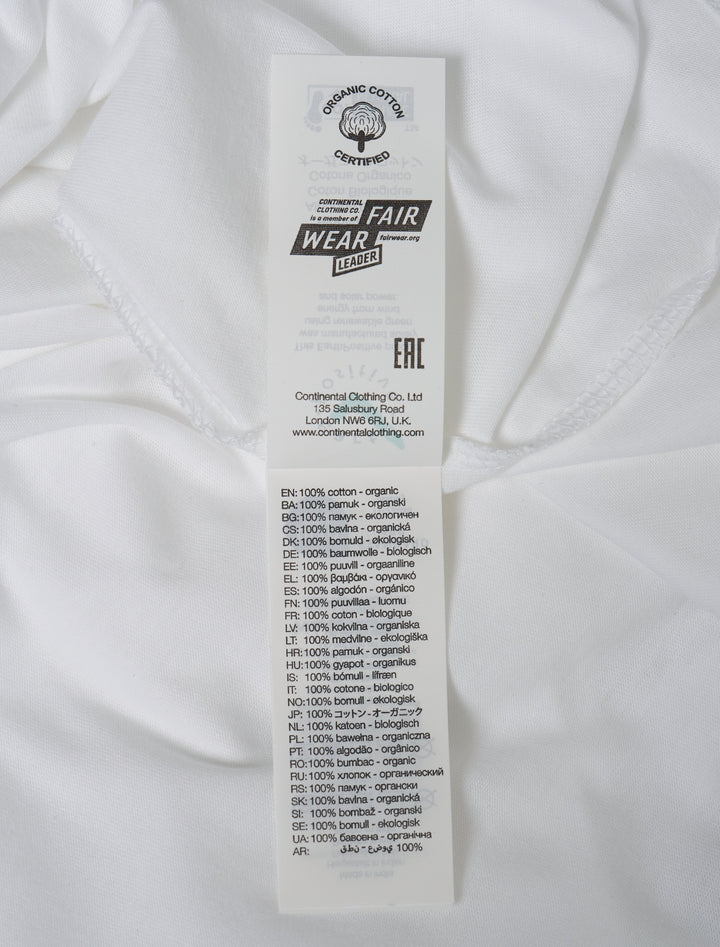 ORGANIC COTTON
CERTIFIED
CONTINENTAL
CLOTHING CO.
is a member of
FAIR
WEAR
fairwear.org
LEADER
EAC
Continental Clothing Co. Ltd
135 Salusbury Road
London NW6 6RJ, U.K.
www.continentalclothing.com
EN: 100% cotton - organic
BA: 100% pamuk - organski
BG: 100% памук - екологичен
CS: 100% bavlna - organická
DK: 100% bomuld - økologisk
DE: 100% baumwolle - biologisch
EE: 100% puuvill - orgaaniline
EL: 100% βαμβάκι - οργανικό
ES: 100% algodón - orgánico
FN: 100% puuvillaa - luomu
FR: 100% coton - biologique
LV: 100% kokvilna - organiska
LT: 100% medvilne - ekologiška
HR: 100% pamuk - organski
HU: 100% gyapot - organikus
IS: 100% bómull - lífræn
IT: 100% cotone - biologico
NO: 100% bomull - økologisk
JP: 100% コットン - オーガニック
NL: 100% katoen - biologisch
PL: 100% bawełna - organiczna
PT: 100% algodão - orgânico
RO: 100% bumbac - organic
RU: 100% хлопок - органический
RS: 100% памук - органски
SK: 100% bavlna - organická
SI: 100% bombaž - organski
SE: 100% bomull - ekologisk
UA: 100% бавовна - органічна
AR: 100% قطن - عضوي